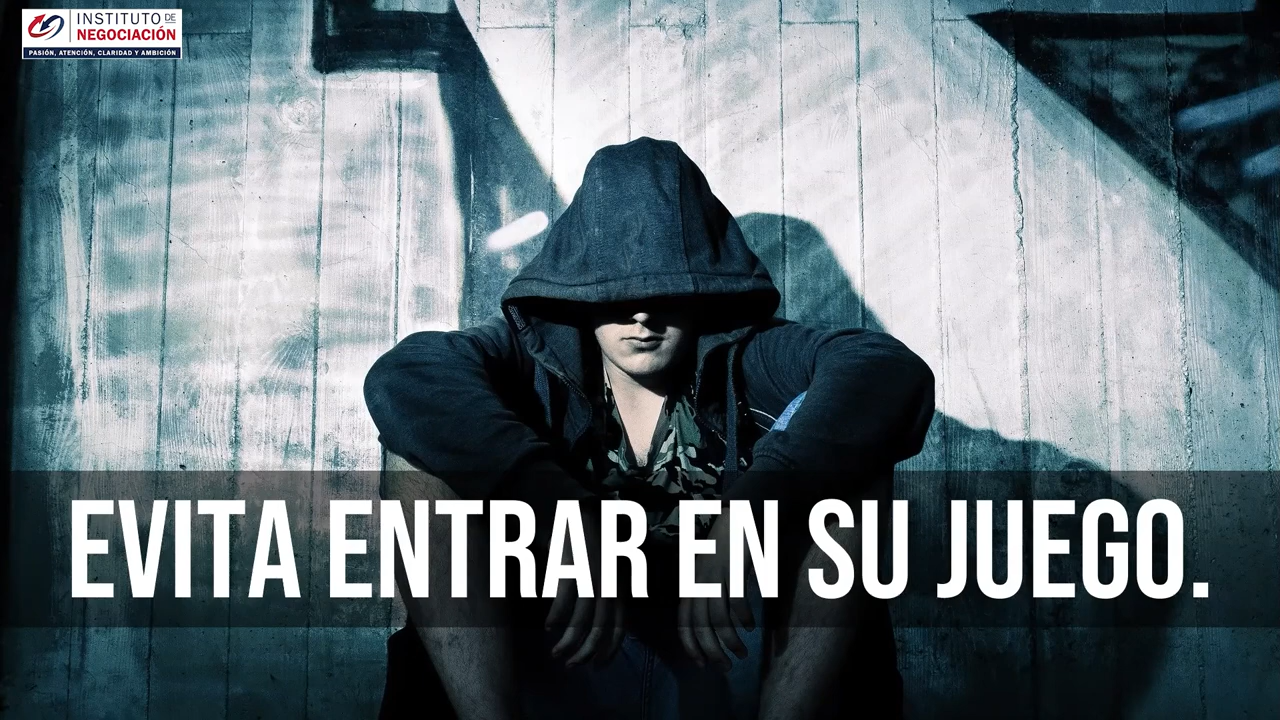 INSTITUTO DE
NEGOCIACIÓN
PASIÓN, ATENCIÓN, CLARIDAD Y AMBICIÓN
EVITA ENTRAR EN SU JUEGO.